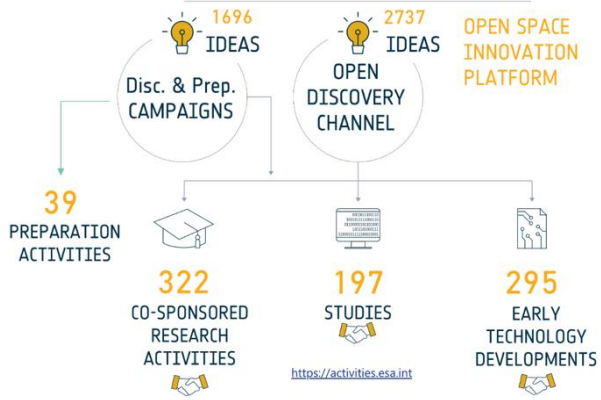 1696
IDEAS
2737
IDEAS
OPEN SPACE
INNOVATION
PLATFORM
Disc. & Prep.
CAMPAIGNS
OPEN
DISCOVERY
CHANNEL
39
PREPARATION
ACTIVITIES
322
CO-SPONSORED
RESEARCH
ACTIVITIES
197
STUDIES
295
EARLY
TECHNOLOGY
DEVELOPMENTS
https://activities.esa.int